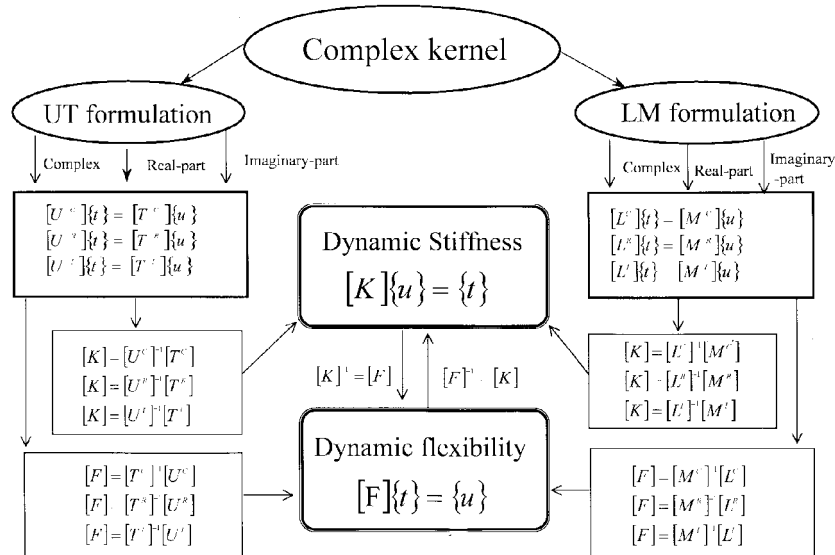 Complex kernel
UT formulation
LM formulation
Complex
Real-part
Imaginary-part
Complex
Real-part
Imaginary
-part
[U^C]{t} = [T^C]{u}
[U]{t} = [T^R]{u}
[U]{t} = [T]{u}
[L^C]{t} = [M^C]{u}
[L^R]{t} = [M^R]{u}
[L^I]{t} [M^I]{u}
Dynamic Stiffness
[K]{u} = {t}
[K] = [U^C]^-1[T^C]
[K] = [U^R]^-1[T^R]
[K] = [U^I]^-1[T^I]
[K]^-1 = [F]
[F]^-1 [K]
[K] = [L^C]^-1[M^C]
[K] = [L^R]^-1[M^R]
[K] = [L^I]^-1[M^I]
Dynamic flexibility
[F]{t} = {u}
[F] = [T^C]^-1[U^C]
[F] [T^R]^-1[U^R]
[F] = [T^I]^-1[U^I]
[F] = [M^C]^-1[L^C]
[F] = [M^R]^-1[L^R]
[F] = [M^I]^-1[L^I]